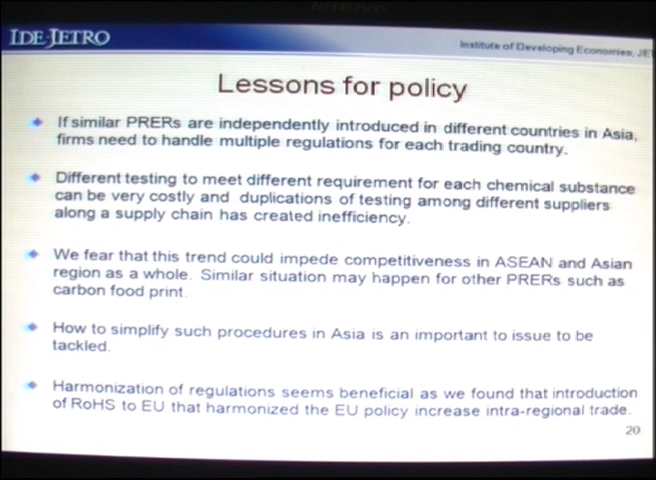 IDE-JETRO
Institute of Developing Economies, JET
Lessons for policy
If similar PRERs are independently introduced in different countries in Asia,
firms need to handle multiple regulations for each trading country.
Different testing to meet different requirement for each chemical substance
can be very costly and duplications of testing among different suppliers
along a supply chain has created inefficiency.
We fear that this trend could impede competitiveness in ASEAN and Asian
region as a whole. Similar situation may happen for other PRERs such as
carbon food print.
How to simplify such procedures in Asia is an important to issue to be
tackled.
Harmonization of regulations seems beneficial as we found that introduction
of RoHS to EU that harmonized the EU policy increase intra-regional trade.
20